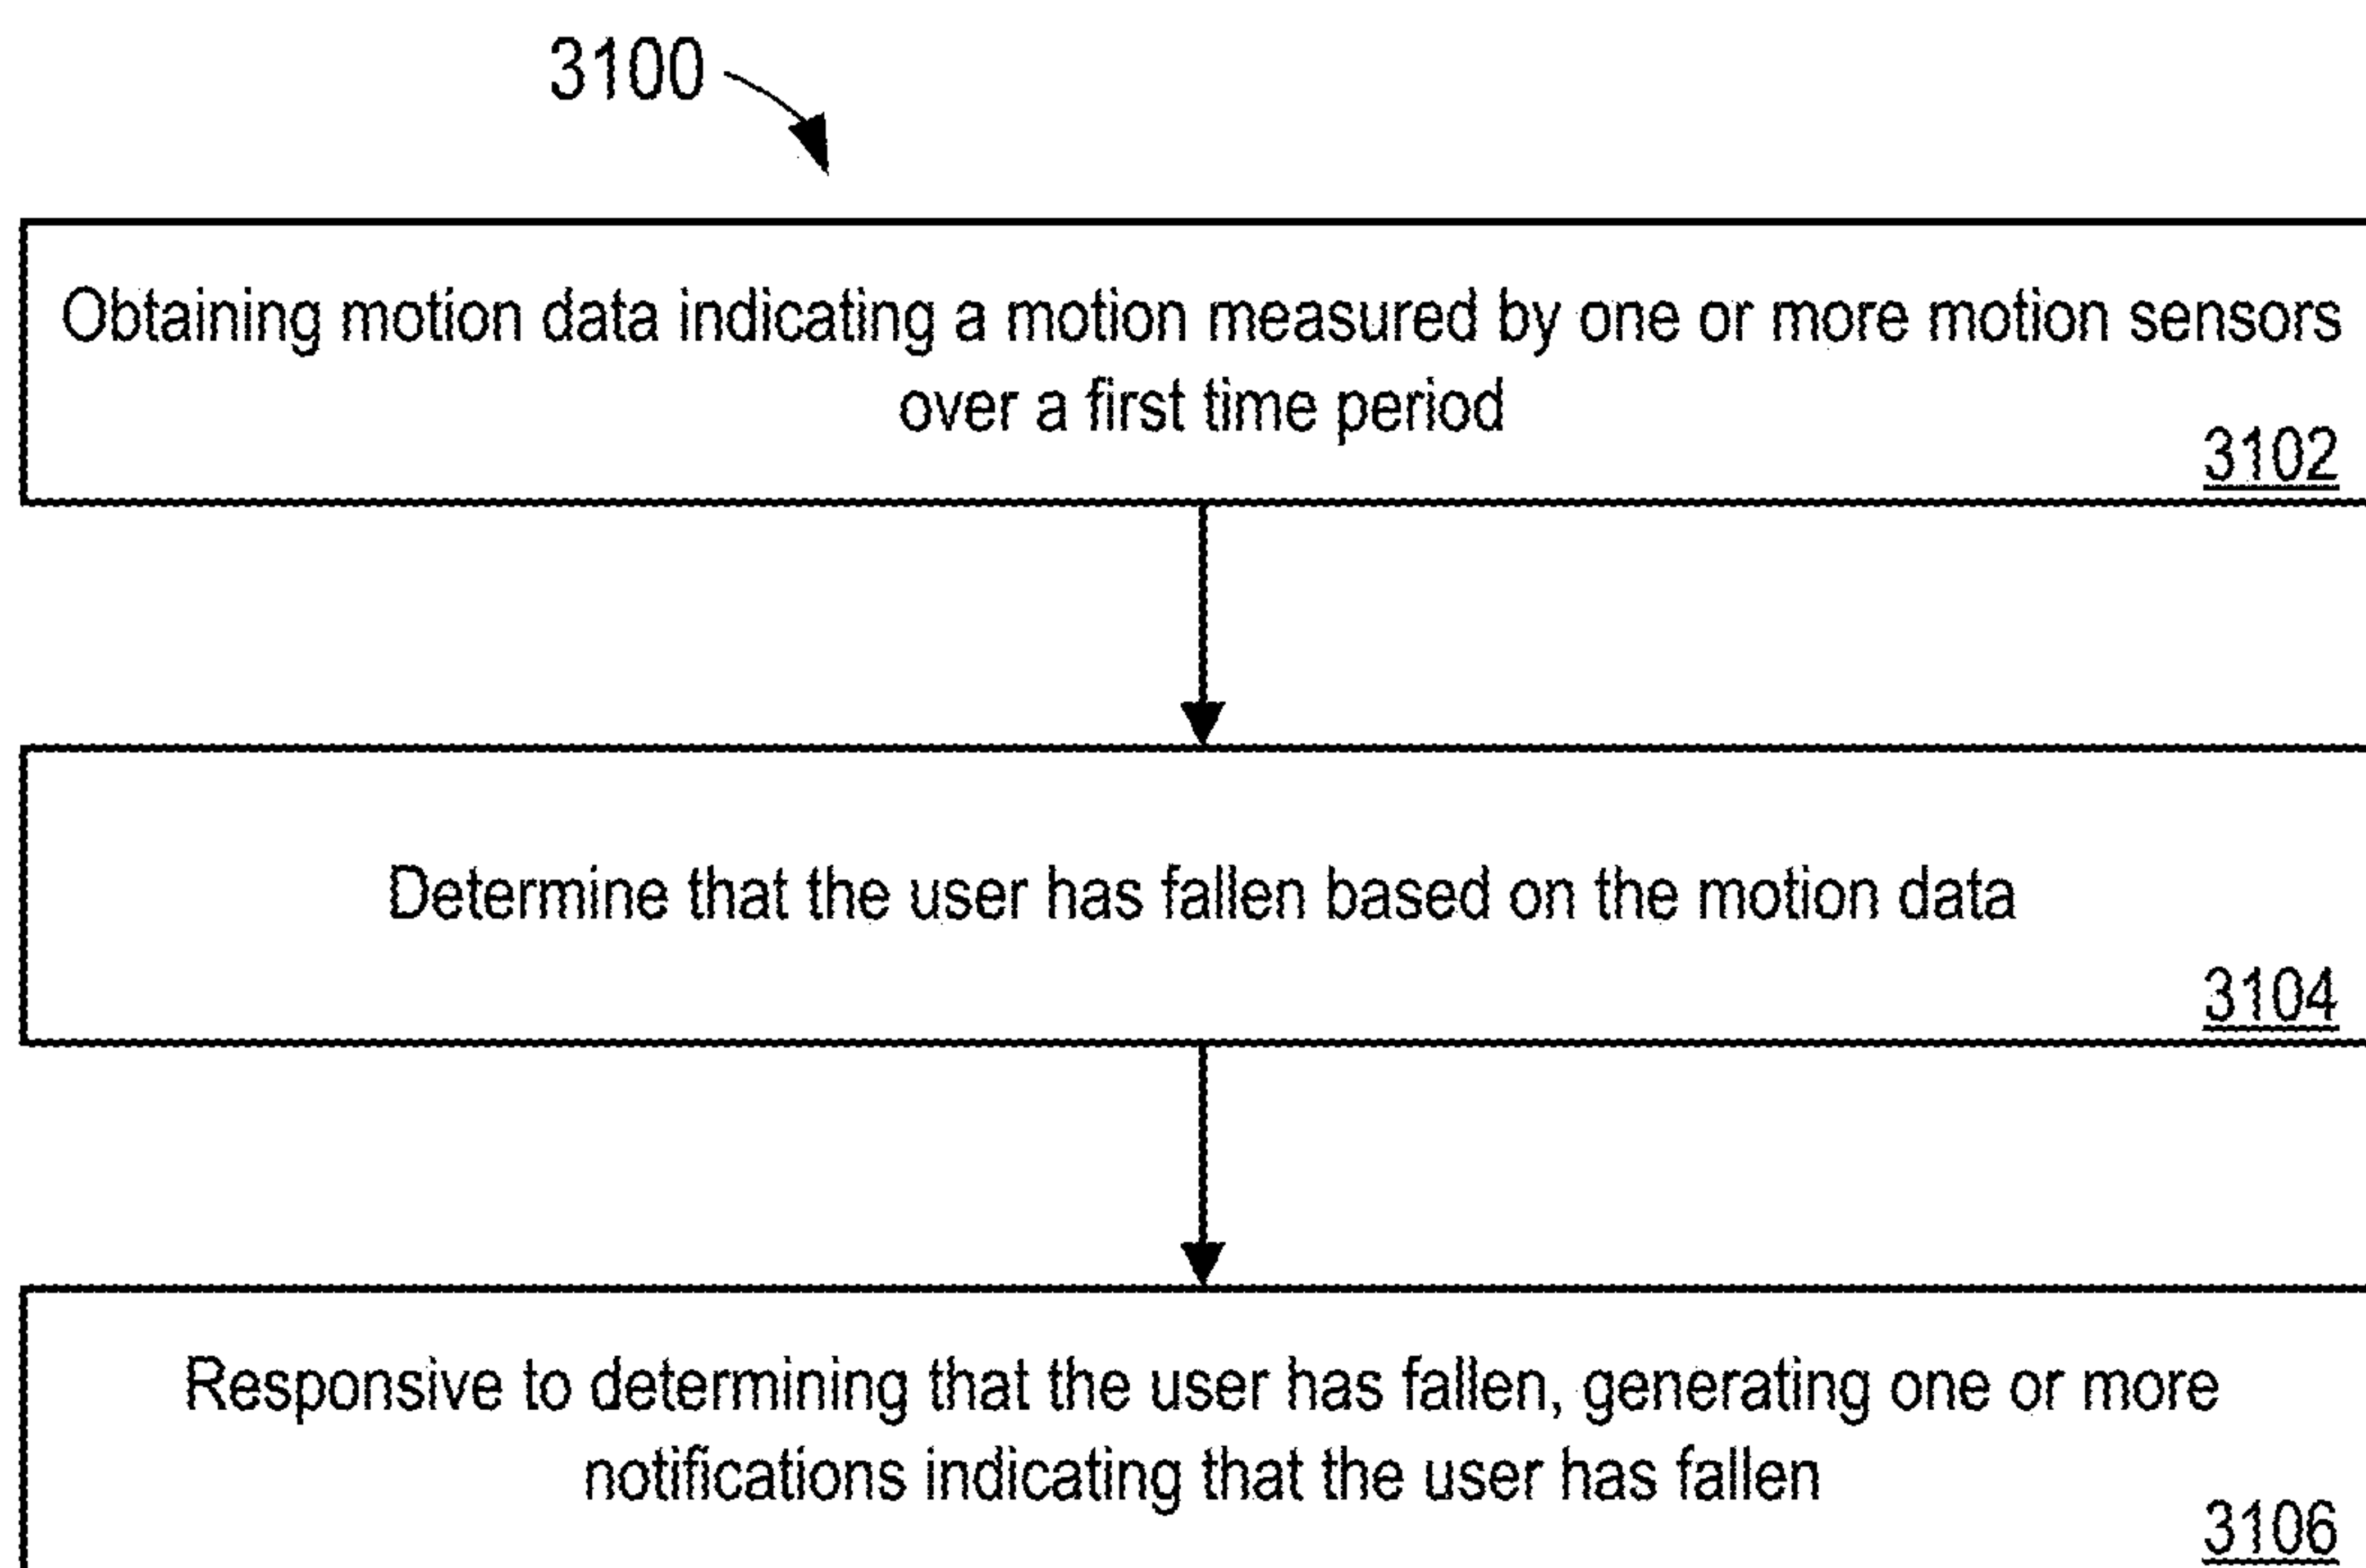 3100
Obtaining motion data indicating a motion measured by one or more motion sensors
over a first time period
3102
Determine that the user has fallen based on the motion data
3104
Responsive to determining that the user has fallen, generating one or more
notifications indicating that the user has fallen
3106